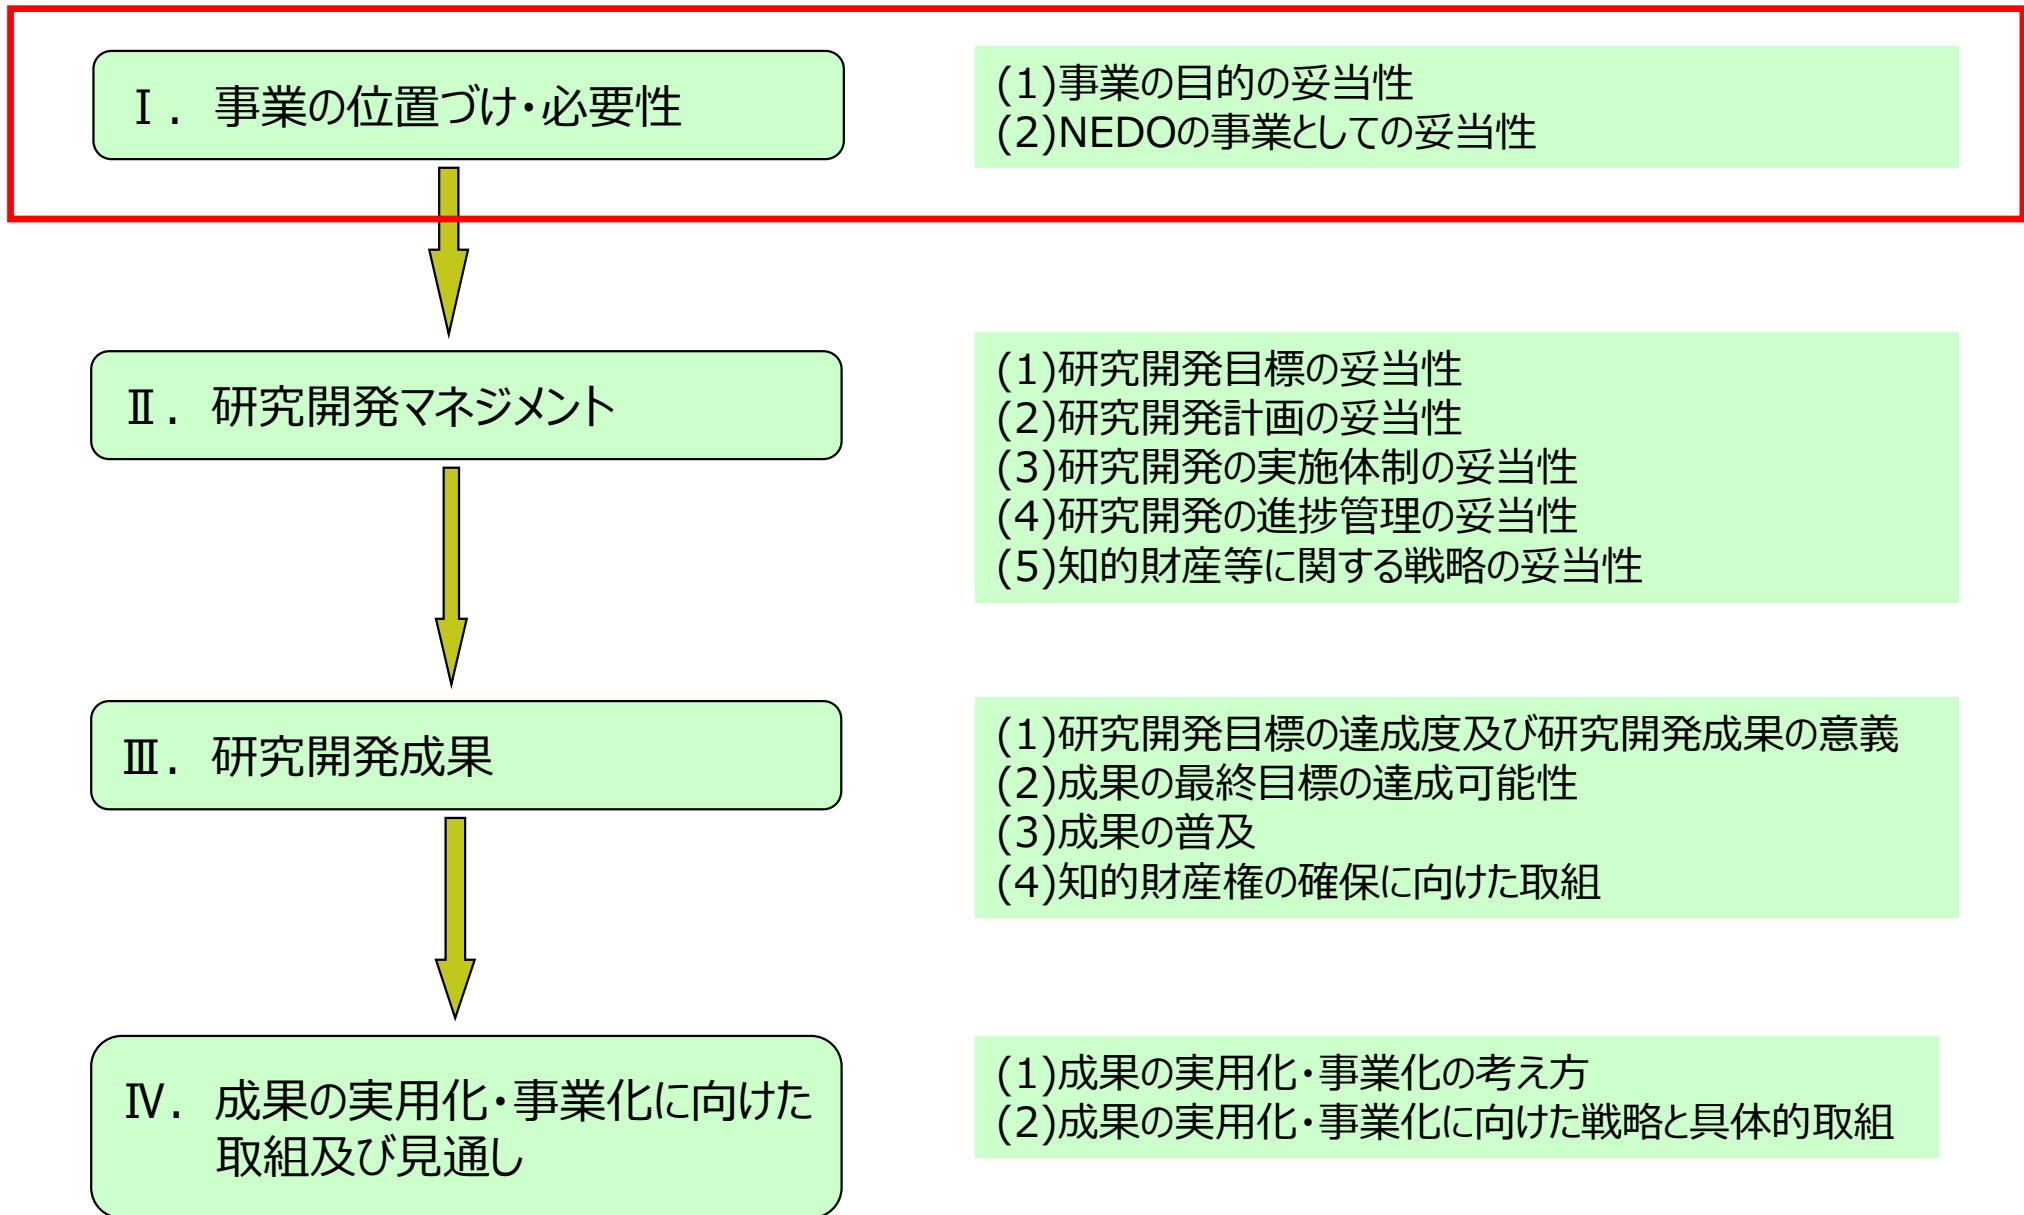 Ⅰ. 事業の位置づけ・必要性
(1)事業の目的の妥当性
(2)NEDOの事業としての妥当性
Ⅱ. 研究開発マネジメント
(1)研究開発目標の妥当性
(2)研究開発計画の妥当性
(3)研究開発の実施体制の妥当性
(4)研究開発の進捗管理の妥当性
(5)知的財産等に関する戦略の妥当性
Ⅲ. 研究開発成果
(1)研究開発目標の達成度及び研究開発成果の意義
(2)成果の最終目標の達成可能性
(3)成果の普及
(4)知的財産権の確保に向けた取組
Ⅳ. 成果の実用化・事業化に向けた
取組及び見通し
(1)成果の実用化・事業化の考え方
(2)成果の実用化・事業化に向けた戦略と具体的取組